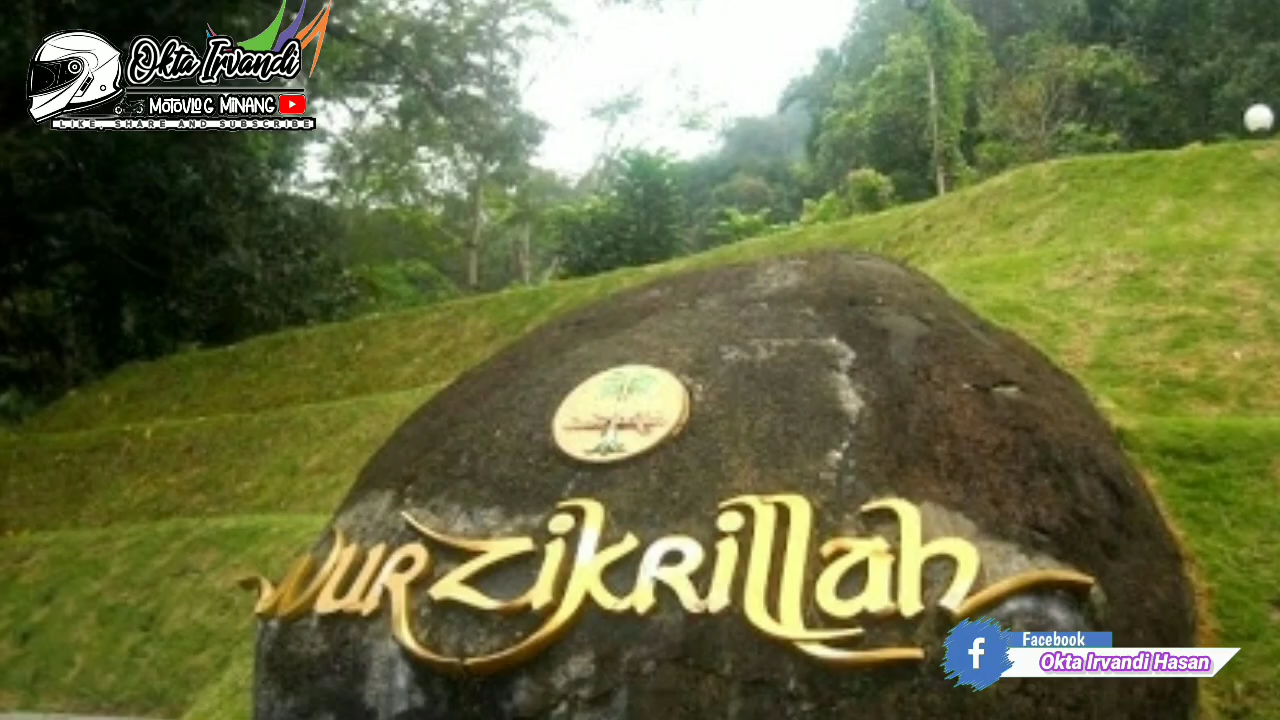 Okta Irvandi
MOTOVLOG MINANG
LIKE, SHARE AND SUBSCRIBE
NurZikrillah
Facebook
Okta Irvandi Hasan